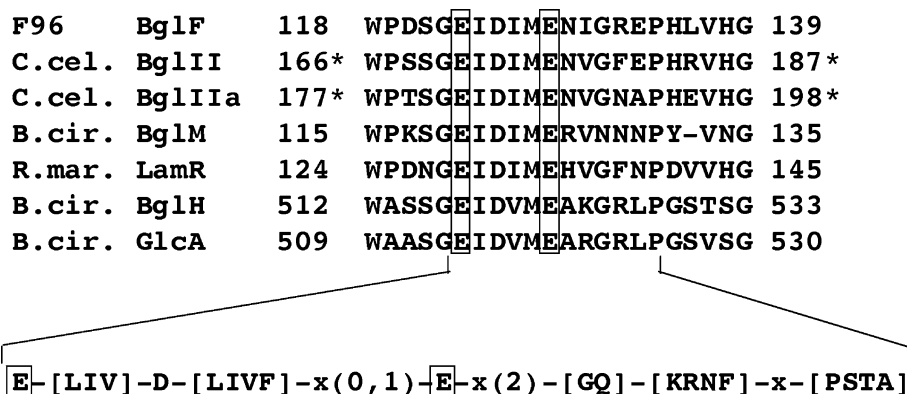 F96 BglF 118 WPDSGEIDIMENIGREPHLVHG 139
C.cel. BglII 166* WPSSGEIDIMENVGFEPHRVHG 187*
C.cel. BglIIa 177* WPTSGEIDIMENVGNAPHEVHG 198*
B.cir. BglM 115 WPKSGEIDIMERVNNNPY-VNG 135
R.mar. LamR 124 WPDNGEIDIMEHVGFNPDVVHG 145
B.cir. BglH 512 WASSGEIDVMEAKGRLPGSTSG 533
B.cir. GlcA 509 WAASGEIDVMEARGRLPGSVSG 530
E-[LIV]-D-[LIVF]-x(0,1)-E-x(2)-[GQ]-[KRNF]-x-[PSTA]